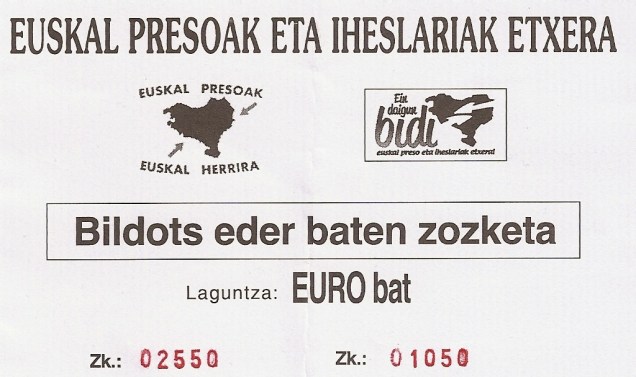 EUSKAL PRESOAK ETA IHESLARIAK ETXERA
EUSKAL PRESOAK
EUSKAL HERRIRA
Ein
daigun
bidi
euskal preso eta iheslariak etxera!
Bildots eder baten zozketa
Laguntza: EURO bat
Zk.: 02550 Zk.: 01050